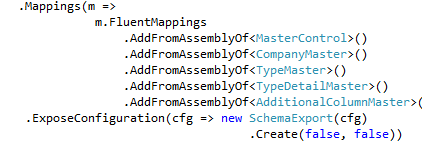 .Mappings(m =>
m.FluentMappings
.AddFromAssemblyOf<MasterControl>()
.AddFromAssemblyOf<CompanyMaster>()
.AddFromAssemblyOf<TypeMaster>()
.AddFromAssemblyOf<TypeDetailMaster>()
.AddFromAssemblyOf<AdditionalColumnMaster>(
.ExposeConfiguration(cfg => new SchemaExport(cfg)
.Create(false, false))